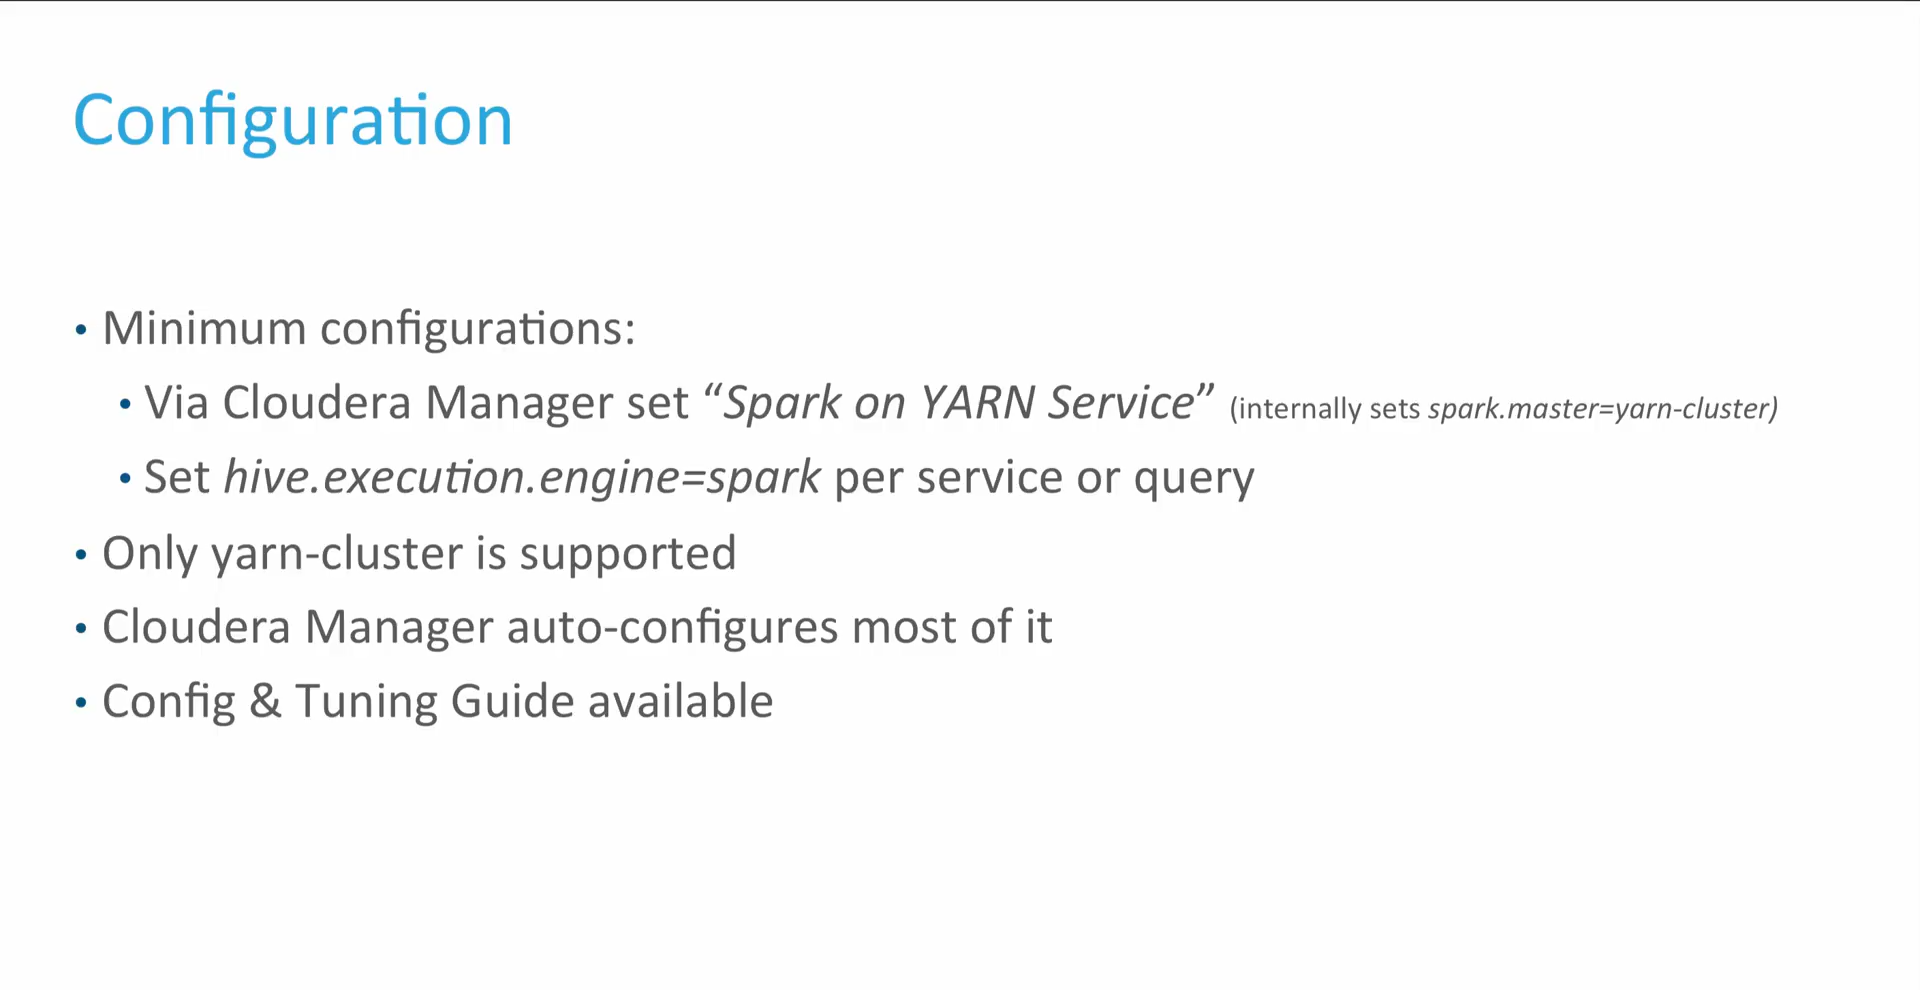 Configuration
• Minimum configurations:
• Via Cloudera Manager set “Spark on YARN Service” (internally sets spark.master=yarn-cluster)
• Set hive.execution.engine=spark per service or query
• Only yarn-cluster is supported
• Cloudera Manager auto-configures most of it
• Config & Tuning Guide available